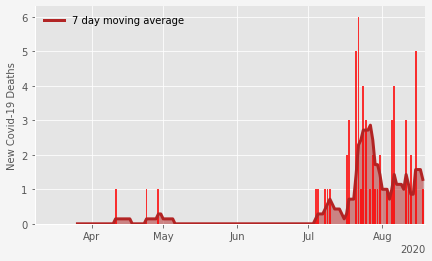 7 day moving average
New Covid-19 Deaths
6
5
4
3
2
1
0
Apr
May
Jun
Jul
Aug
2020